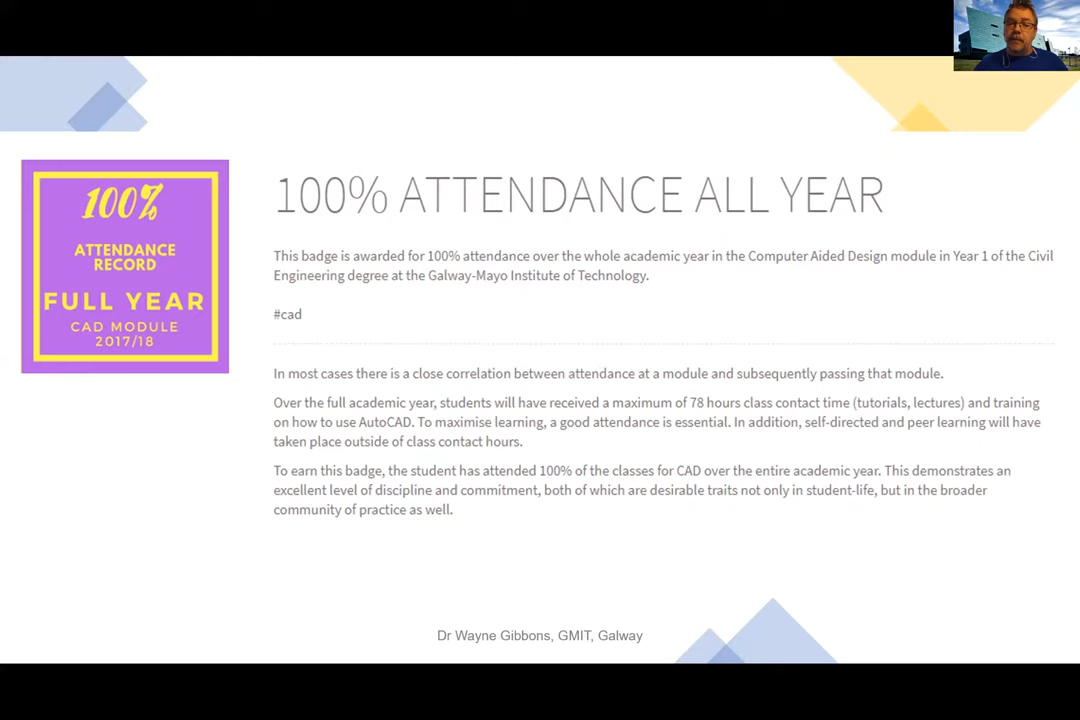 100%
ATTENDANCE
RECORD
FULL YEAR
CAD MODULE
2017/18
100% ATTENDANCE ALL YEAR
This badge is awarded for 100% attendance over the whole academic year in the Computer Aided Design module in Year 1 of the Civil
Engineering degree at the Galway-Mayo Institute of Technology.
#cad
In most cases there is a close correlation between attendance at a module and subsequently passing that module.
Over the full academic year, students will have received a maximum of 78 hours class contact time (tutorials, lectures) and training
on how to use AutoCAD. To maximise learning, a good attendance is essential. In addition, self-directed and peer learning will have
taken place outside of class contact hours.
To earn this badge, the student has attended 100% of the classes for CAD over the entire academic year. This demonstrates an
excellent level of discipline and commitment, both of which are desirable traits not only in student-life, but in the broader
community of practice as well.
Dr Wayne Gibbons, GMIT, Galway